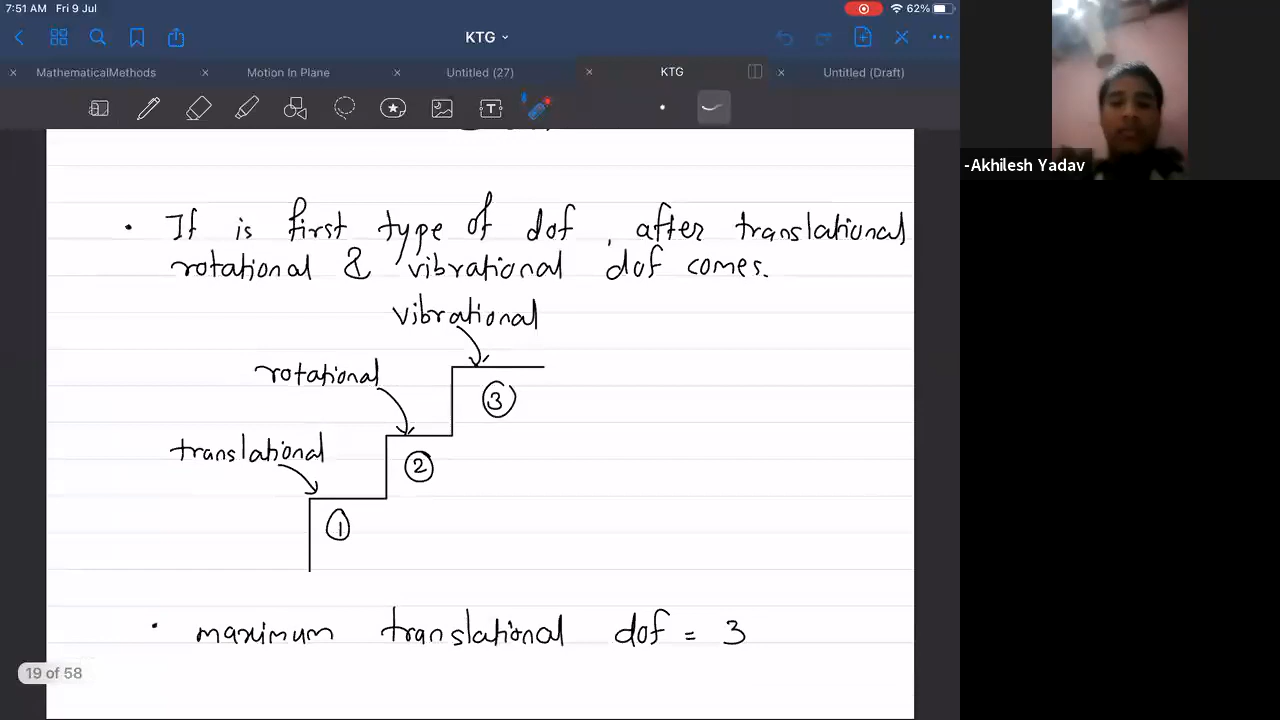 7:51 AM Fri 9 Jul
62%
KTG
MathematicalMethods
Motion In Plane
Untitled (27)
KTG
Untitled (Draft)
T
-Akhilesh Yadav
• If is first type of dof, after translational
rotational & vibrational dof comes.
vibrational
rotational
3
translational
2
1
• maximum translational dof = 3
19 of 58